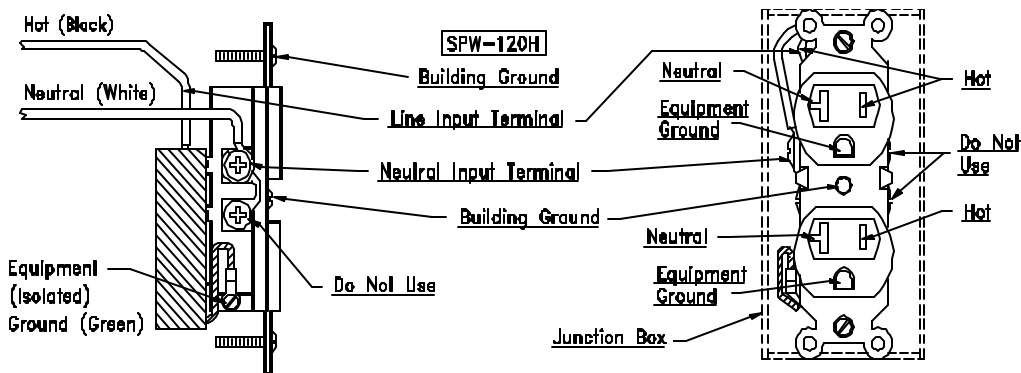 Hot (Black)
SPW-120H
Building Ground
Neutral
Hot
Neutral (White)
Line Input Terminal
Equipment
Ground
Do Not
Use
Neutral Input Terminal
Building Ground
Hot
Neutral
Equipment
(Isolated)
Ground (Green)
Do Not Use
Equipment
Ground
Junction Box